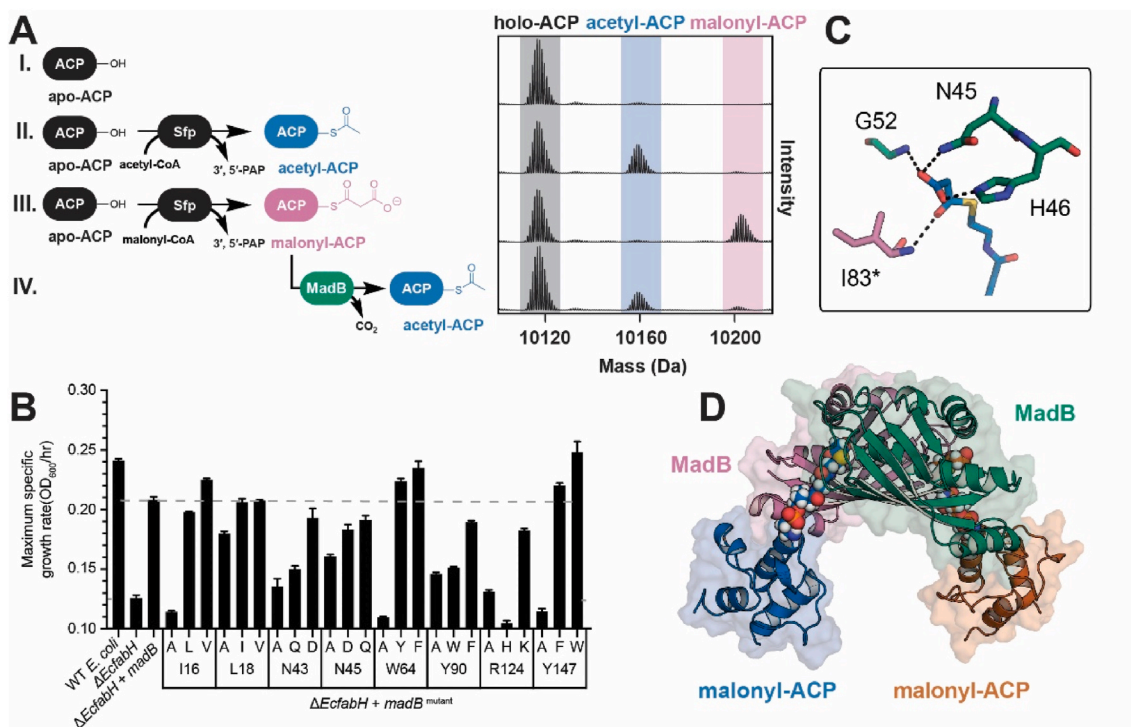 A
holo-ACP acetyl-ACP malonyl-ACP
I.
ACP
OH
apo-ACP
II.
ACP
OH
Sfp
ACP
S
O
apo-ACP
acetyl-CoA
3′, 5′-PAP
acetyl-ACP
III.
ACP
OH
Sfp
ACP
S
O
O
O
⊖
apo-ACP
malonyl-CoA
3′, 5′-PAP
malonyl-ACP
IV.
MadB
ACP
S
O
CO2
acetyl-ACP
Intensity
10120 10160 10200
Mass (Da)
C
N45
G52
H46
I83*
B
Maximum specific
growth rate(OD600/hr)
0.30
0.25
0.20
0.15
0.10
WT E. coli
ΔEcfabH
ΔEcfabH + madB
A L V A I V A Q D A D Q A Y F A W F A H K A F W
I16 L18 N43 N45 W64 Y90 R124 Y147
ΔEcfabH + madB mutant
D
MadB
MadB
malonyl-ACP
malonyl-ACP